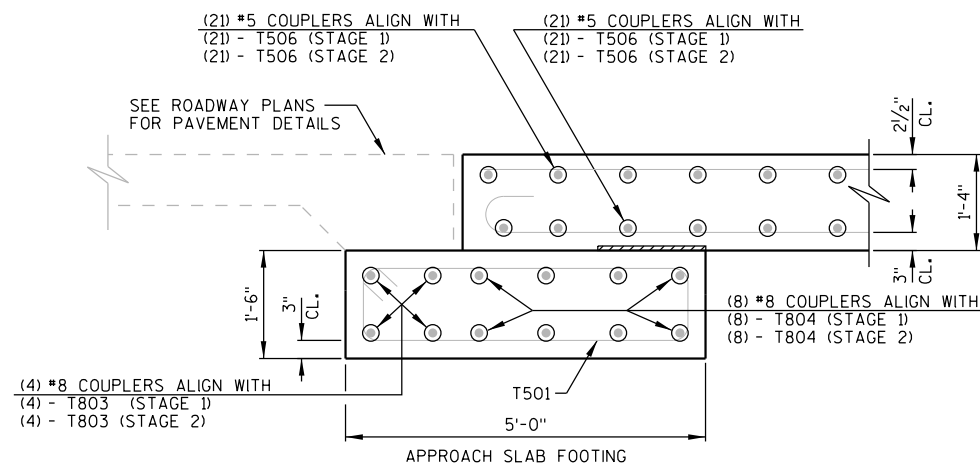 (21) #5 COUPLERS ALIGN WITH
(21) - T506 (STAGE 1)
(21) - T506 (STAGE 2)
(21) #5 COUPLERS ALIGN WITH
(21) - T506 (STAGE 1)
(21) - T506 (STAGE 2)
SEE ROADWAY PLANS
FOR PAVEMENT DETAILS
2½"
CL.
1'-4"
3"
CL.
1'-6"
3"
CL.
(8) #8 COUPLERS ALIGN WITH
(8) - T804 (STAGE 1)
(8) - T804 (STAGE 2)
(4) #8 COUPLERS ALIGN WITH
(4) - T803 (STAGE 1)
(4) - T803 (STAGE 2)
T501
5'-0"
APPROACH SLAB FOOTING